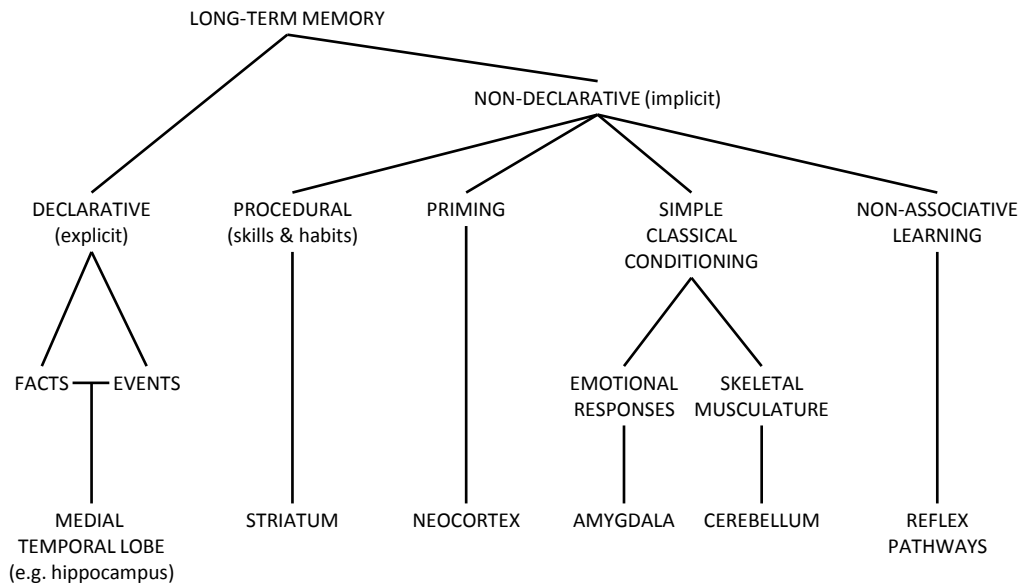 LONG-TERM MEMORY
NON-DECLARATIVE (implicit)
DECLARATIVE
(explicit)
PROCEDURAL
(skills & habits)
PRIMING
SIMPLE
CLASSICAL
CONDITIONING
NON-ASSOCIATIVE
LEARNING
FACTS
EVENTS
EMOTIONAL
RESPONSES
SKELETAL
MUSCULATURE
MEDIAL
TEMPORAL LOBE
(e.g. hippocampus)
STRIATUM
NEOCORTEX
AMYGDALA
CEREBELLUM
REFLEX
PATHWAYS